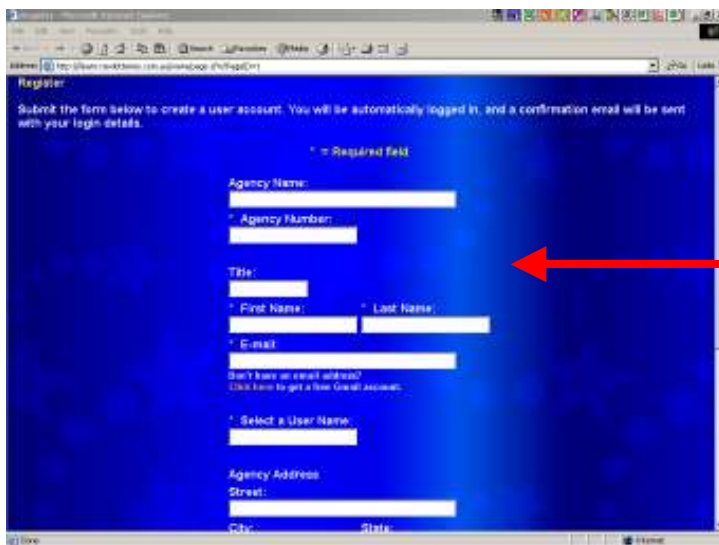 Register
Submit the form below to create a user account. You will be automatically logged in, and a confirmation email will be sent
with your login details.
* = Required field
Agency Name:
* Agency Number:
Title:
* First Name: * Last Name:
* E-mail:
Don't have an email address?
Click here to get a free Gmail account.
* Select a User Name:
Agency Address
Street:
City: State:
Done Internet